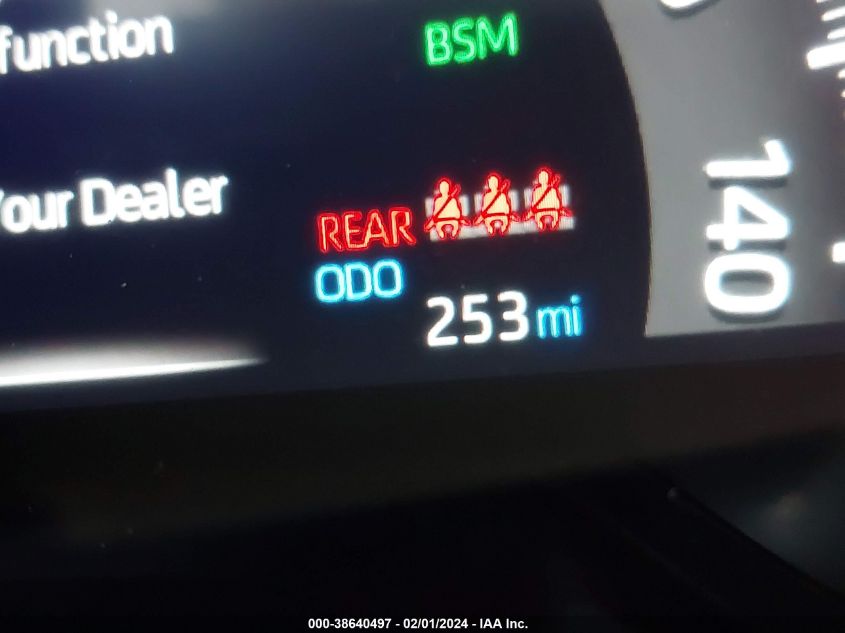 function
BSM
Your Dealer
REAR
ODO
253 mi
140
000-38640497 - 02/01/2024 - IAA Inc.